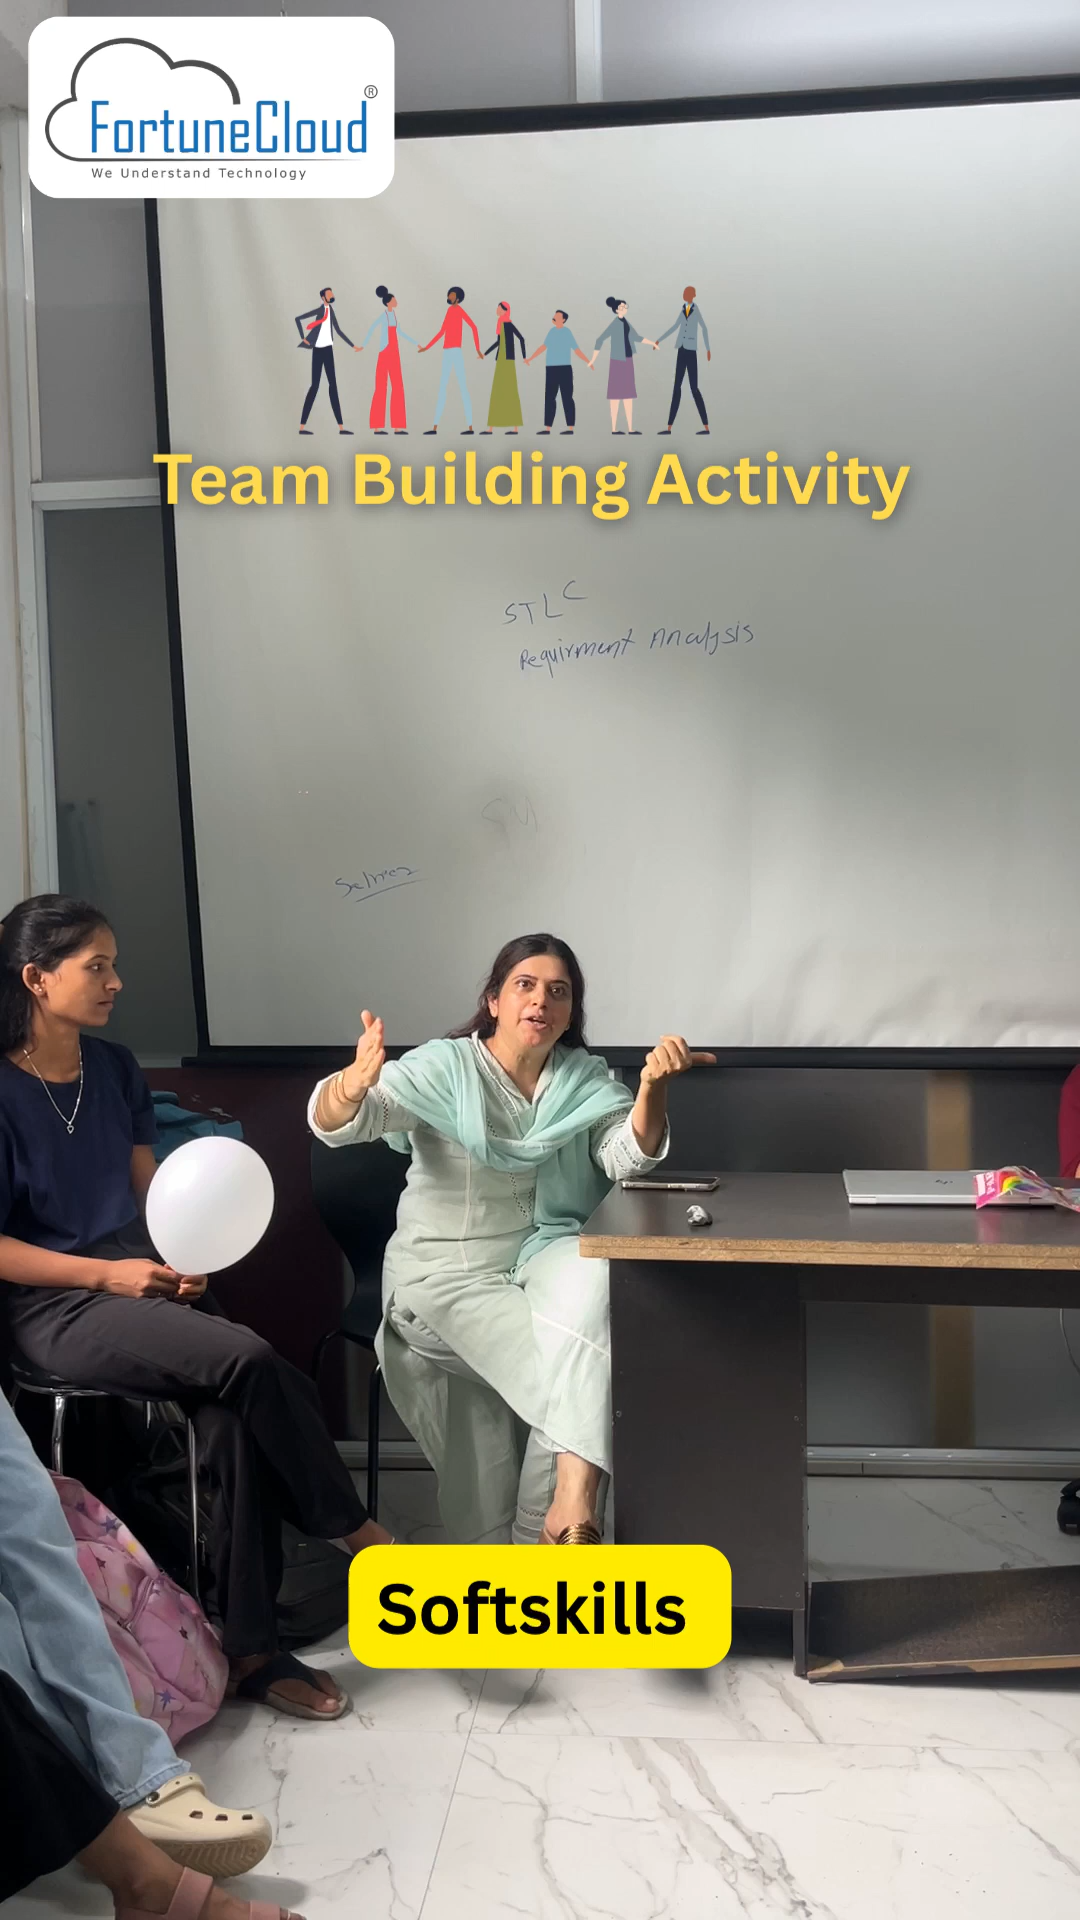 FortuneCloud®
We Understand Technology
Team Building Activity
STLC
Requirment Analysis
Softskills